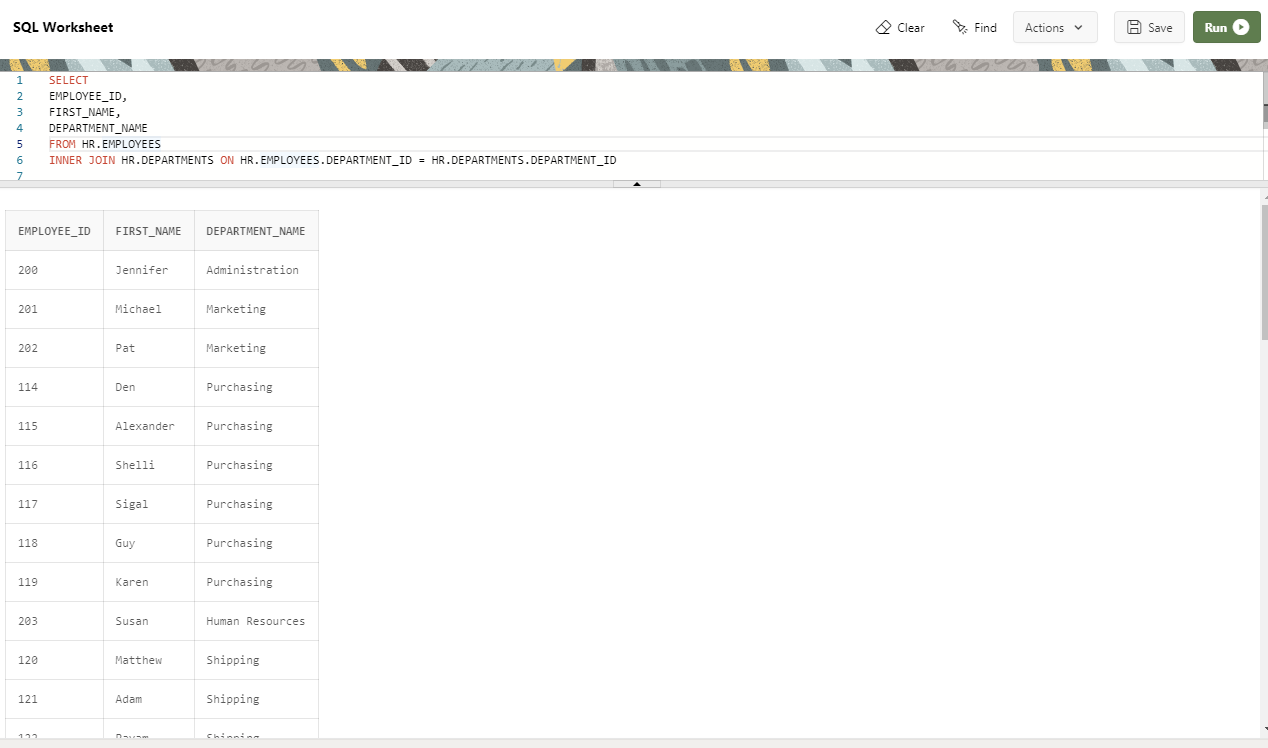 SQL Worksheet
Clear
Find
Actions
Save
Run
1 SELECT
2 EMPLOYEE_ID,
3 FIRST_NAME,
4 DEPARTMENT_NAME
5 FROM HR.EMPLOYEES
6 INNER JOIN HR.DEPARTMENTS ON HR.EMPLOYEES.DEPARTMENT_ID = HR.DEPARTMENTS.DEPARTMENT_ID
7
EMPLOYEE_ID FIRST_NAME DEPARTMENT_NAME
200 Jennifer Administration
201 Michael Marketing
202 Pat Marketing
114 Den Purchasing
115 Alexander Purchasing
116 Shelli Purchasing
117 Sigal Purchasing
118 Guy Purchasing
119 Karen Purchasing
203 Susan Human Resources
120 Matthew Shipping
121 Adam Shipping
122 Payam Shipping